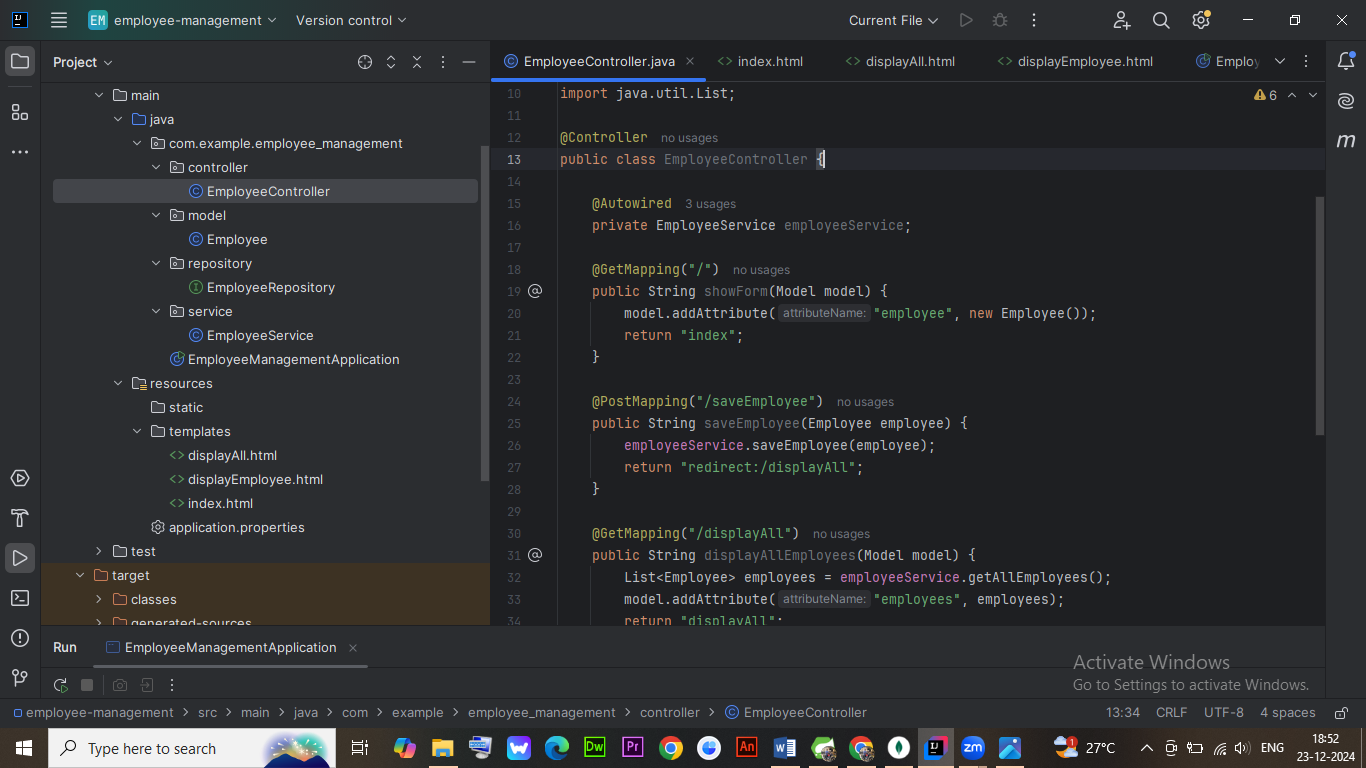 EM employee-management Version control Current File
Project
main
java
com.example.employee_management
controller
EmployeeController
model
Employee
repository
EmployeeRepository
service
EmployeeService
EmployeeManagementApplication
resources
static
templates
displayAll.html
displayEmployee.html
index.html
application.properties
test
target
classes
generated-sources
EmployeeController.java index.html displayAll.html displayEmployee.html Employ
6
10 import java.util.List;
11
12 @Controller no usages
13 public class EmployeeController {
14
15 @Autowired 3 usages
16 private EmployeeService employeeService;
17
18 @GetMapping("/") no usages
19 public String showForm(Model model) {
20 model.addAttribute( attributeName: "employee", new Employee());
21 return "index";
22 }
23
24 @PostMapping("/saveEmployee") no usages
25 public String saveEmployee(Employee employee) {
26 employeeService.saveEmployee(employee);
27 return "redirect:/displayAll";
28 }
29
30 @GetMapping("/displayAll") no usages
31 public String displayAllEmployees(Model model) {
32 List<Employee> employees = employeeService.getAllEmployees();
33 model.addAttribute( attributeName: "employees", employees);
34 return "displayAll";
m
Run EmployeeManagementApplication
Activate Windows
Go to Settings to activate Windows.
employee-management > src > main > java > com > example > employee_management > controller > EmployeeController 13:34 CRLF UTF-8 4 spaces
Type here to search Dw Pr An W IJ zm 1 27°C ENG 18:52
23-12-2024